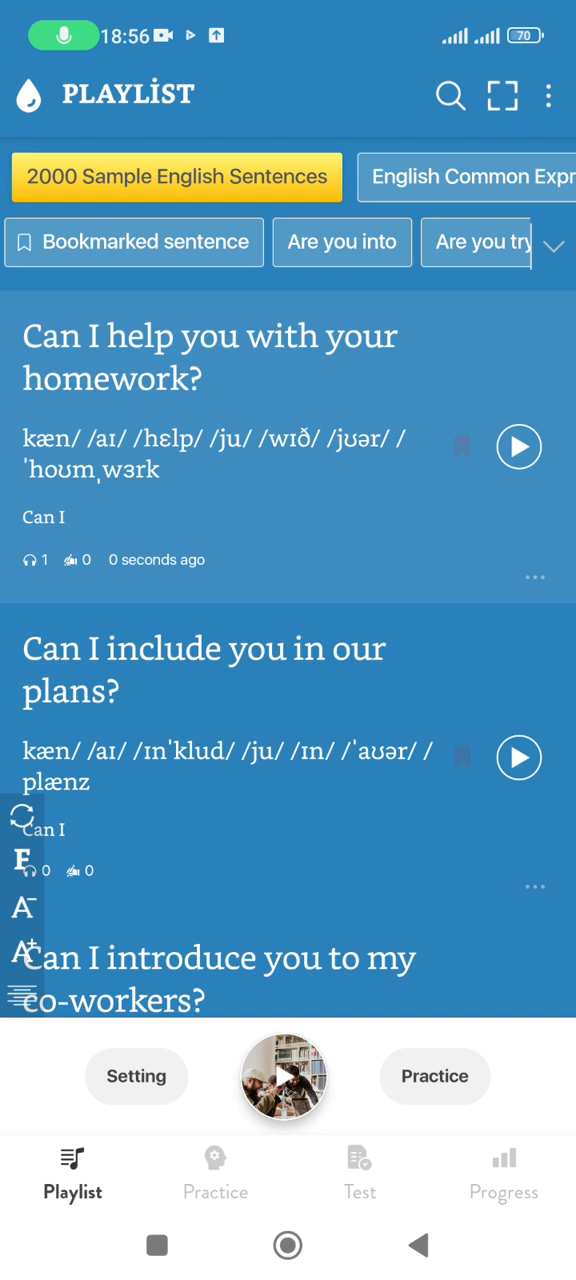 18:56
70
PLAYLİST
2000 Sample English Sentences
English Common Expr
Bookmarked sentence
Are you into
Are you try
Can I help you with your
homework?
kæn/ /aɪ/ /hɛlp/ /ju/ /wɪð/ /jʊər/ /
ˈhoʊmˌwɜrk
Can I
1
0
0 seconds ago
Can I include you in our
plans?
kæn/ /aɪ/ /ɪnˈklud/ /ju/ /ɪn/ /ˈaʊər/ /
plænz
Can I
F
0
0
A-
A+
Can I introduce you to my
co-workers?
Setting
Practice
Playlist
Practice
Test
Progress